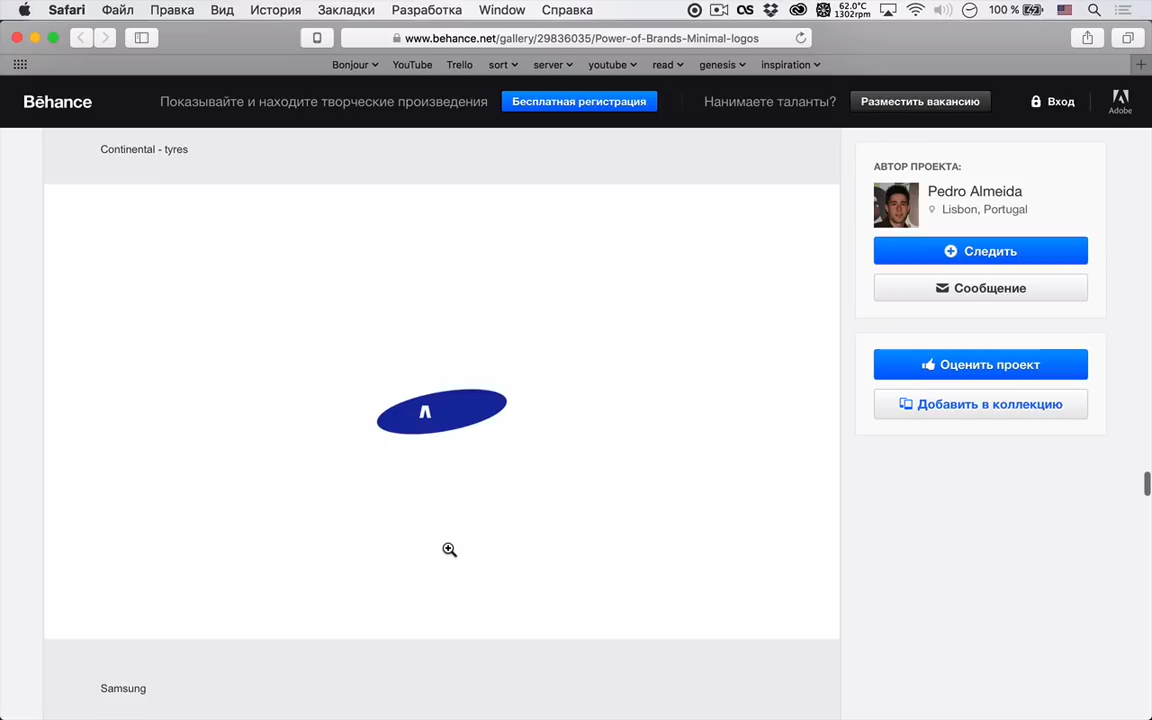 Safari Файл Правка Вид История Закладки Разработка Window Справка 62.0°C 1302rpm 100 %
www.behance.net/gallery/29836035/Power-of-Brands-Minimal-logos
Bonjour YouTube Trello sort server youtube read genesis inspiration
Bēhance Показывайте и находите творческие произведения Бесплатная регистрация Нанимаете таланты? Разместить вакансию Вход Adobe
Continental - tyres
АВТОР ПРОЕКТА:
Pedro Almeida
Lisbon, Portugal
Следить
Сообщение
Оценить проект
Добавить в коллекцию
Samsung